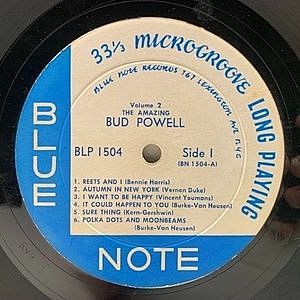 33⅓ MICROGROOVE LONG PLAYING
BLUE NOTE RECORDS 767 LEXINGTON AVE NYC
Volume 2
THE AMAZING
BUD POWELL
BLP 1504 Side 1
(BN 1504-A)
1. REETS AND I (Bennie Harris)
2. AUTUMN IN NEW YORK (Vernon Duke)
3. I WANT TO BE HAPPY (Vincent Youmans)
4. IT COULD HAPPEN TO YOU (Burke-Van Heusen)
5. SURE THING (Kern-Gershwin)
6. POLKA DOTS AND MOONBEAMS
(Burke-Van Heusen)
BLUE
NOTE